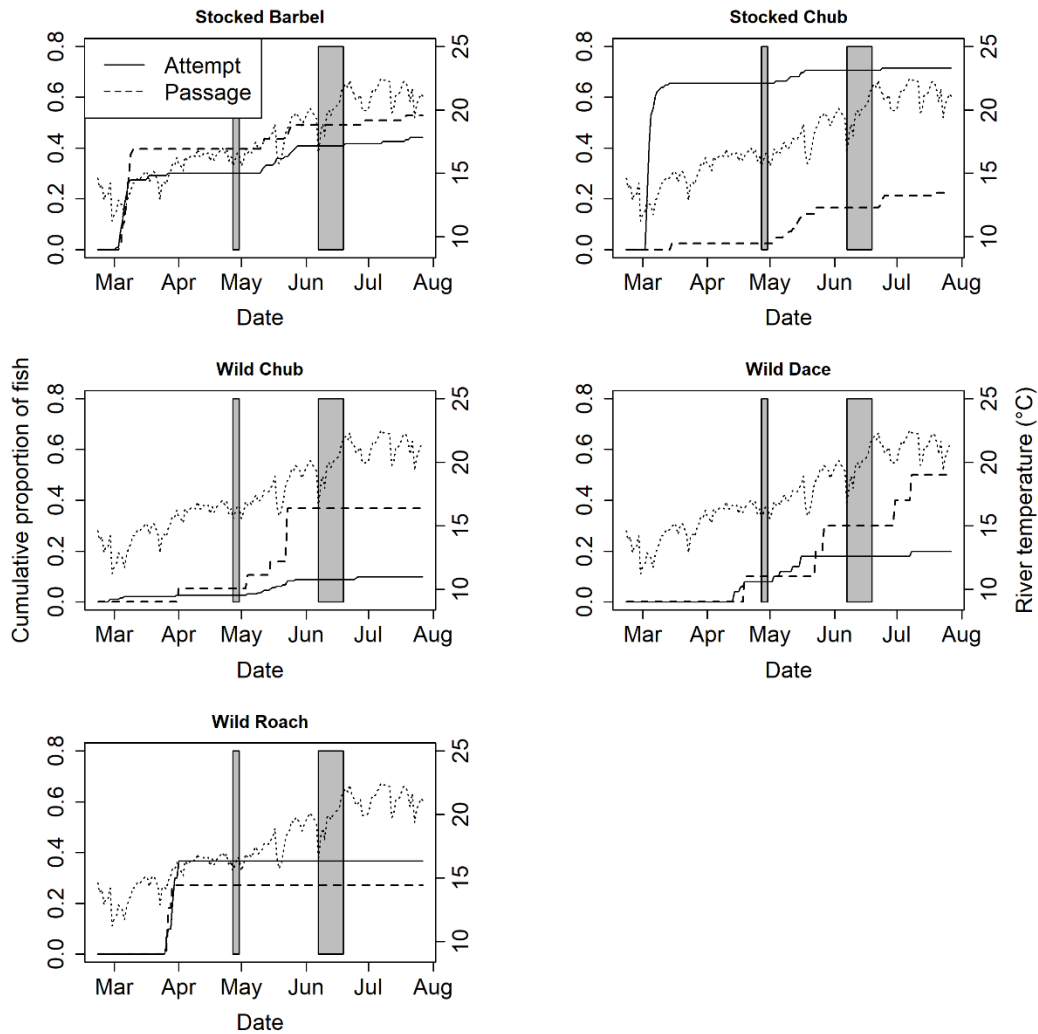 Stocked Barbel
Stocked Chub
0.0 0.2 0.4 0.6 0.8
Attempt
Passage
10 15 20 25
Mar Apr May Jun Jul Aug
Date
0.0 0.2 0.4 0.6 0.8
10 15 20 25
Mar Apr May Jun Jul Aug
Date
Cumulative proportion of fish
Wild Chub
Wild Dace
0.0 0.2 0.4 0.6 0.8
10 15 20 25
Mar Apr May Jun Jul Aug
Date
0.0 0.2 0.4 0.6 0.8
10 15 20 25
Mar Apr May Jun Jul Aug
Date
River temperature (°C)
Wild Roach
0.0 0.2 0.4 0.6 0.8
10 15 20 25
Mar Apr May Jun Jul Aug
Date